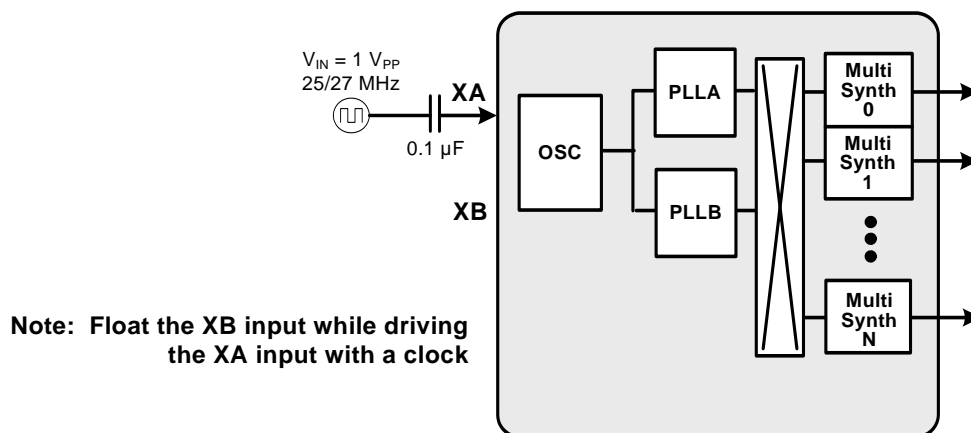 V_IN = 1 V_PP
25/27 MHz
XA
0.1 µF
XB
OSC
PLLA
PLLB
Multi
Synth
0
Multi
Synth
1
Multi
Synth
N
Note: Float the XB input while driving
the XA input with a clock